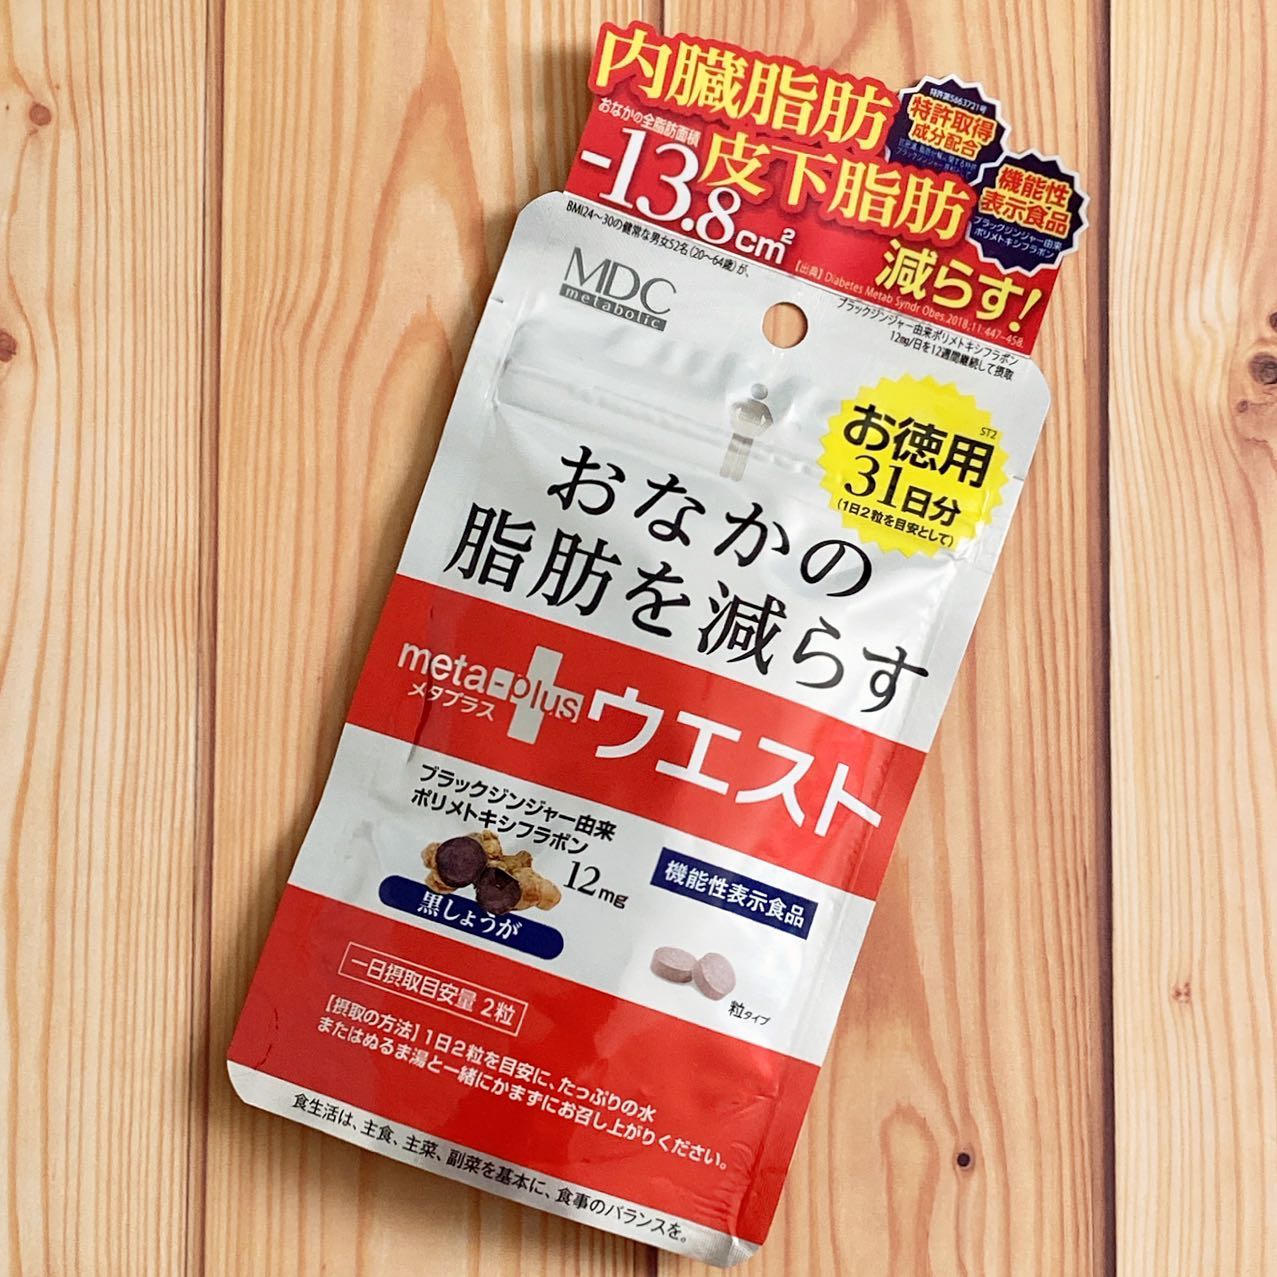 内臓脂肪
皮下脂肪
減らす!
おなかの全脂肪面積
-13.8cm²
特許第5663721号
特許取得
成分配合
機能性
表示食品
ブラックジンジャー由来
ポリメトキシフラボン
【出典】Diabetes Metab Syndr Obes.2018;11:447-458.
BMI24~30の健常な男女52名(20~64歳)が、
ブラックジンジャー由来ポリメトキシフラボン
12mg/日を12週間継続して摂取
MDC
metabolic
ST2
お徳用
31日分
(1日2粒を目安として)
おなかの
脂肪を減らす
meta-plus
メタプラス
ウエスト
ブラックジンジャー由来
ポリメトキシフラボン
12mg
黒しょうが
機能性表示食品
粒タイプ
一日摂取目安量 2粒
【摂取の方法】1日2粒を目安に、たっぷりの水
またはぬるま湯と一緒にかまずにお召し上がりください。
食生活は、主食、主菜、副菜を基本に、食事のバランスを。